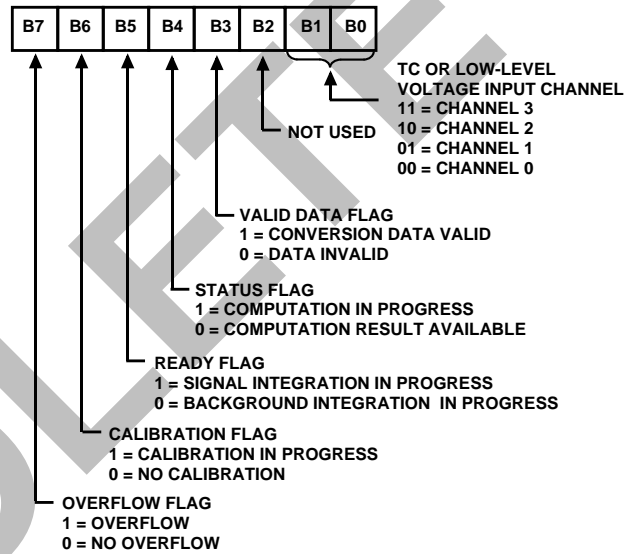 B7 B6 B5 B4 B3 B2 B1 B0
TC OR LOW-LEVEL
VOLTAGE INPUT CHANNEL
11 = CHANNEL 3
10 = CHANNEL 2
01 = CHANNEL 1
00 = CHANNEL 0
NOT USED
VALID DATA FLAG
1 = CONVERSION DATA VALID
0 = DATA INVALID
STATUS FLAG
1 = COMPUTATION IN PROGRESS
0 = COMPUTATION RESULT AVAILABLE
READY FLAG
1 = SIGNAL INTEGRATION IN PROGRESS
0 = BACKGROUND INTEGRATION IN PROGRESS
CALIBRATION FLAG
1 = CALIBRATION IN PROGRESS
0 = NO CALIBRATION
OVERFLOW FLAG
1 = OVERFLOW
0 = NO OVERFLOW